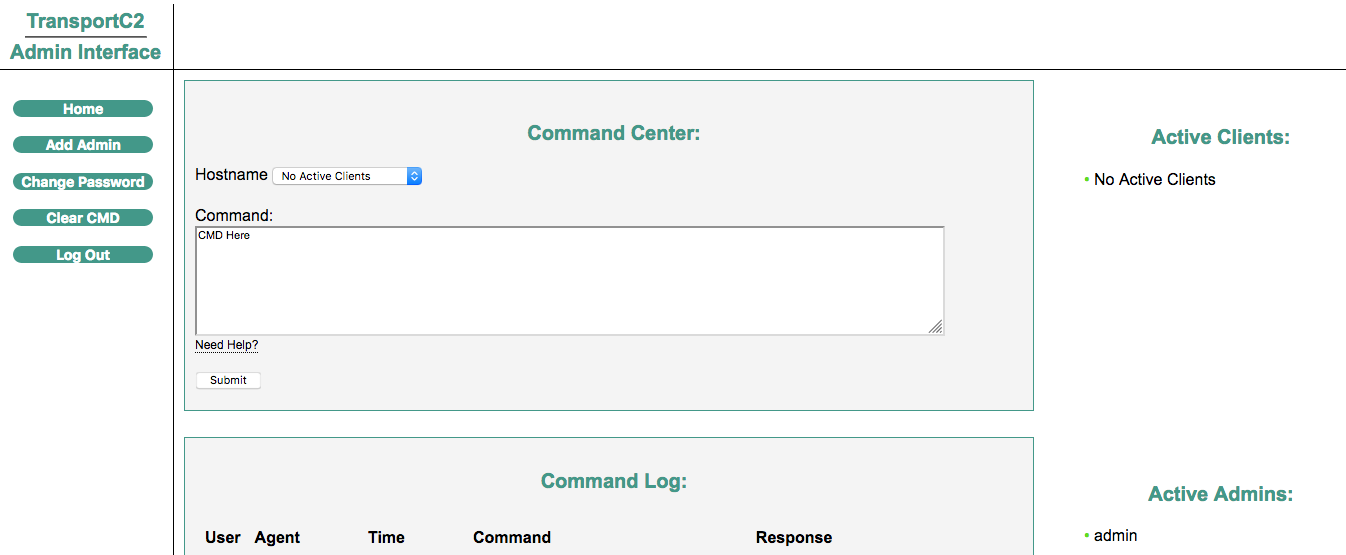 TransportC2
Admin Interface
Home
Add Admin
Change Password
Clear CMD
Log Out
Command Center:
Hostname No Active Clients
Command:
CMD Here
Need Help?
Submit
Command Log:
User Agent Time Command Response
Active Clients:
• No Active Clients
Active Admins:
• admin